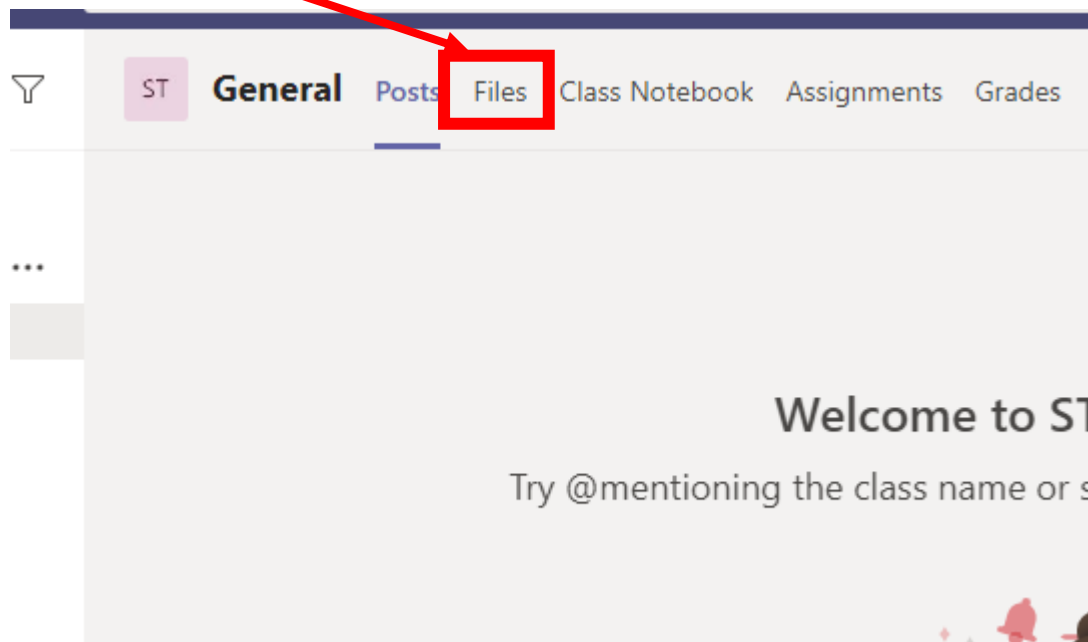 ST General Posts Files Class Notebook Assignments Grades
Welcome to ST
Try @mentioning the class name or s